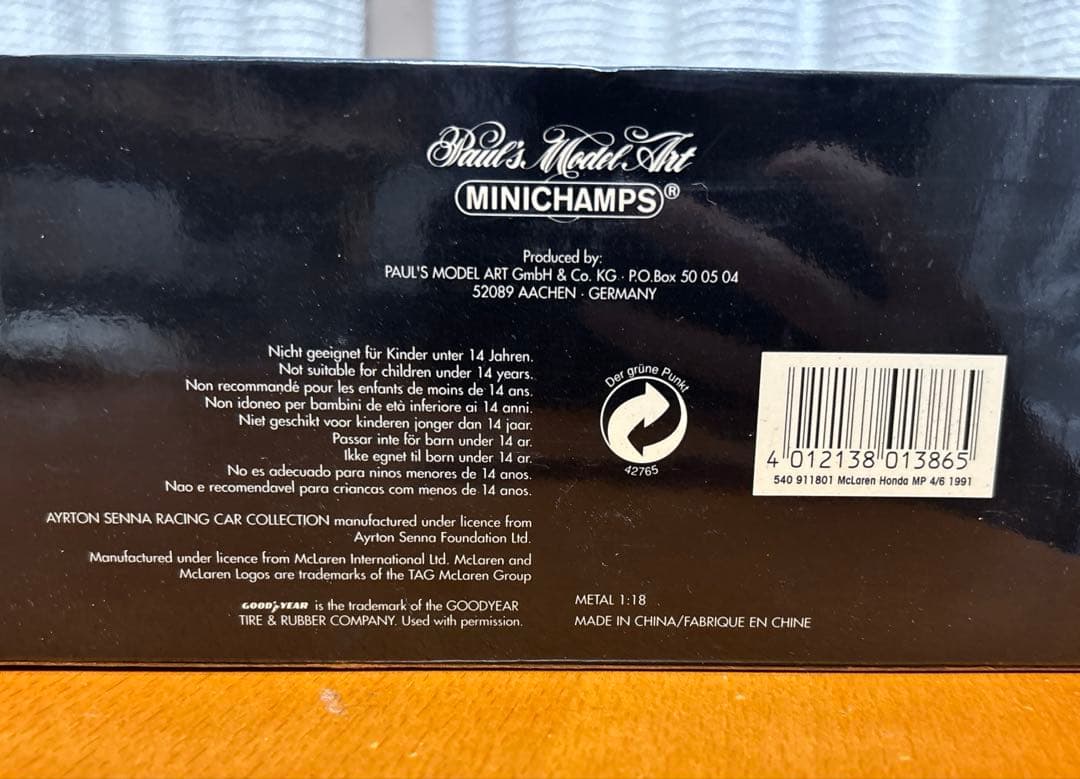 Paul's Model Art
MINICHAMPS®
Produced by:
PAUL'S MODEL ART GmbH & Co. KG · P.O.Box 50 05 04
52089 AACHEN · GERMANY
Nicht geeignet für Kinder unter 14 Jahren.
Not suitable for children under 14 years.
Non recommandé pour les enfants de moins de 14 ans.
Non idoneo per bambini de età inferiore ai 14 anni.
Niet geschikt voor kinderen jonger dan 14 jaar.
Passar inte för barn under 14 ar.
Ikke egnet til born under 14 ar.
No es adecuado para ninos menores de 14 anos.
Nao e recomendavel para criancas com menos de 14 anos.
AYRTON SENNA RACING CAR COLLECTION manufactured under licence from
Ayrton Senna Foundation Ltd.
Manufactured under licence from McLaren International Ltd. McLaren and
McLaren Logos are trademarks of the TAG McLaren Group
GOODYEAR is the trademark of the GOODYEAR
TIRE & RUBBER COMPANY. Used with permission.
Der grüne Punkt
42765
METAL 1:18
MADE IN CHINA/FABRIQUE EN CHINE
4 012138 013865
540 911801 McLaren Honda MP 4/6 1991